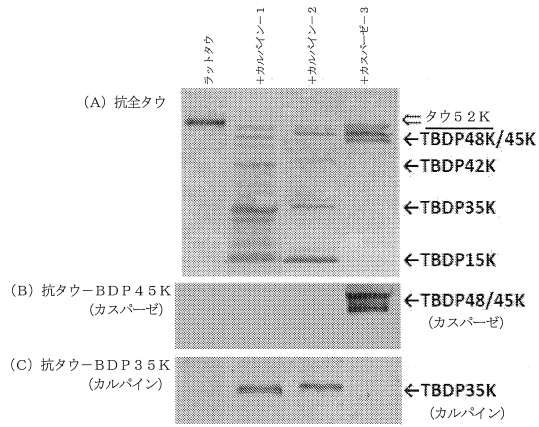 ラットタウ
+カルパイン-1
+カルパイン-2
+カスパーゼ-3
(A) 抗全タウ
⇐ タウ52K
←TBDP48K/45K
←TBDP42K
←TBDP35K
←TBDP15K
(B) 抗タウ-BDP45K
(カスパーゼ)
←TBDP48/45K
(カスパーゼ)
(C) 抗タウ-BDP35K
(カルパイン)
←TBDP35K
(カルパイン)